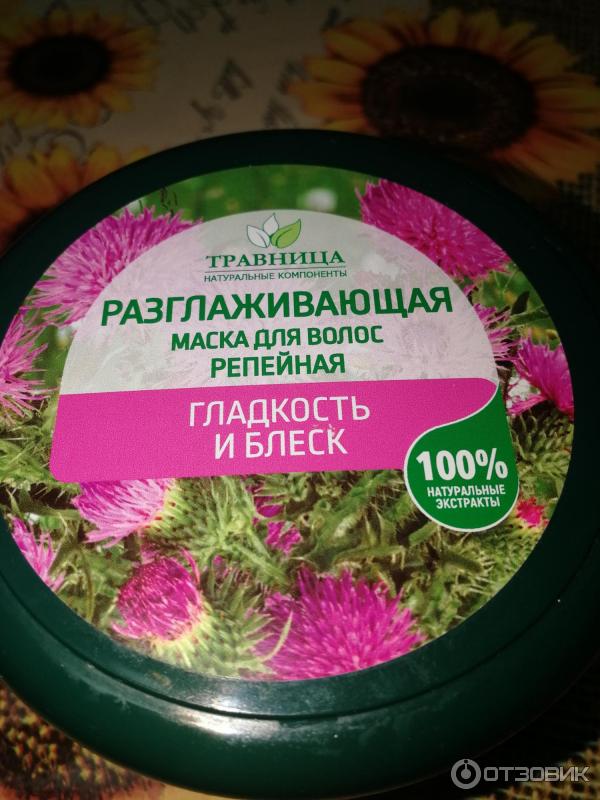 ТРАВНИЦА
НАТУРАЛЬНЫЕ КОМПОНЕНТЫ
РАЗГЛАЖИВАЮЩАЯ
МАСКА ДЛЯ ВОЛОС
РЕПЕЙНАЯ
ГЛАДКОСТЬ
И БЛЕСК
100%
НАТУРАЛЬНЫЕ
ЭКСТРАКТЫ
ОТЗОВИК